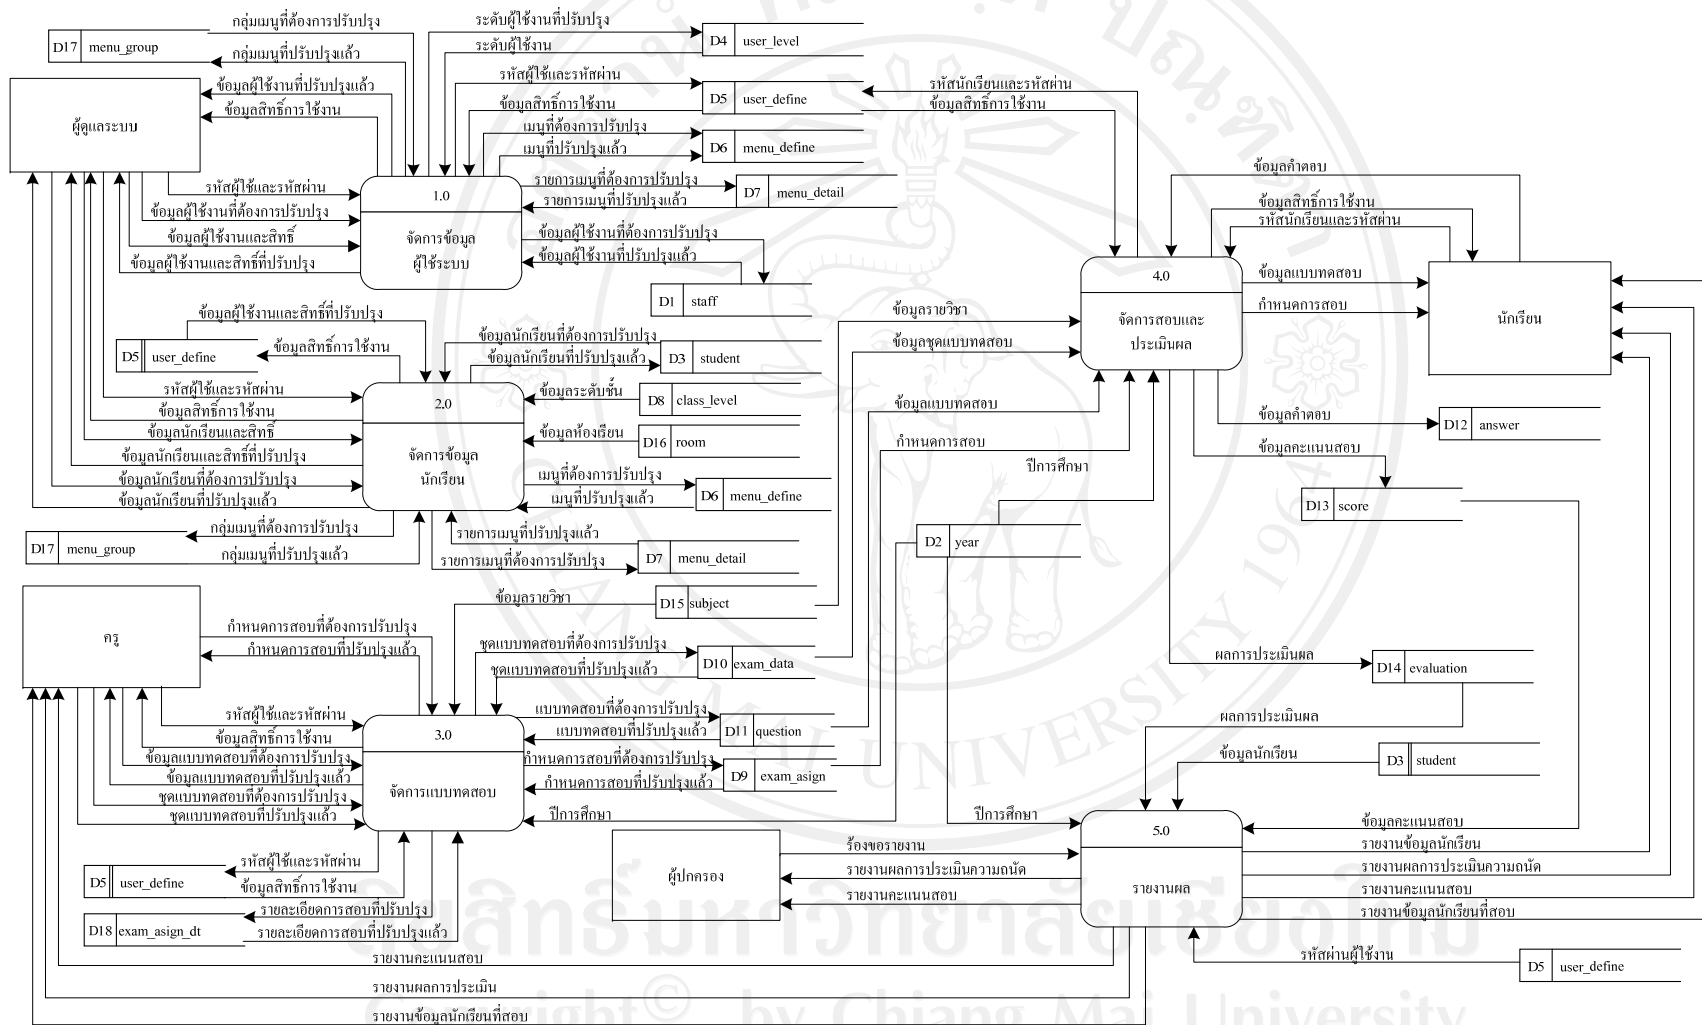 กลุ่มเมนูที่ต้องการปรับปรุง
D17 menu_group
กลุ่มเมนูที่ปรับปรุงแล้ว
ระดับผู้ใช้งานที่ปรับปรุง
ระดับผู้ใช้งาน
D4 user_level
รหัสผู้ใช้และรหัสผ่าน
ข้อมูลสิทธิ์การใช้งาน
D5 user_define
เมนูที่ต้องการปรับปรุง
เมนูที่ปรับปรุงแล้ว
D6 menu_define
รายการเมนูที่ต้องการปรับปรุง
รายการเมนูที่ปรับปรุงแล้ว
D7 menu_detail
ข้อมูลผู้ใช้งานที่ปรับปรุงแล้ว
ข้อมูลสิทธิ์การใช้งาน
ผู้ดูแลระบบ
รหัสผู้ใช้และรหัสผ่าน
ข้อมูลผู้ใช้งานที่ต้องการปรับปรุง
ข้อมูลผู้ใช้งานและสิทธิ์
ข้อมูลผู้ใช้งานและสิทธิ์ที่ปรับปรุง
1.0
จัดการข้อมูล
ผู้ใช้ระบบ
ข้อมูลผู้ใช้งานที่ต้องการปรับปรุง
ข้อมูลผู้ใช้งานที่ปรับปรุงแล้ว
D1 staff
รหัสนักเรียนและรหัสผ่าน
ข้อมูลสิทธิ์การใช้งาน
ข้อมูลคำตอบ
ข้อมูลสิทธิ์การใช้งาน
รหัสนักเรียนและรหัสผ่าน
4.0
จัดการสอบและ
ประเมินผล
ข้อมูลแบบทดสอบ
กำหนดการสอบ
นักเรียน
ข้อมูลรายวิชา
ข้อมูลชุดแบบทดสอบ
ข้อมูลแบบทดสอบ
กำหนดการสอบ
ปีการศึกษา
ข้อมูลคำตอบ
D12 answer
ข้อมูลคะแนนสอบ
D13 score
D2 year
ข้อมูลผู้ใช้งานและสิทธิ์ที่ปรับปรุง
D5 user_define
ข้อมูลสิทธิ์การใช้งาน
รหัสผู้ใช้และรหัสผ่าน
ข้อมูลสิทธิ์การใช้งาน
ข้อมูลนักเรียนและสิทธิ์
ข้อมูลนักเรียนและสิทธิ์ที่ปรับปรุง
ข้อมูลนักเรียนที่ต้องการปรับปรุง
ข้อมูลนักเรียนที่ปรับปรุงแล้ว
2.0
จัดการข้อมูล
นักเรียน
ข้อมูลนักเรียนที่ต้องการปรับปรุง
ข้อมูลนักเรียนที่ปรับปรุงแล้ว
D3 student
ข้อมูลระดับชั้น
D8 class_level
ข้อมูลห้องเรียน
D16 room
เมนูที่ต้องการปรับปรุง
เมนูที่ปรับปรุงแล้ว
D6 menu_define
กลุ่มเมนูที่ต้องการปรับปรุง
D17 menu_group
กลุ่มเมนูที่ปรับปรุงแล้ว
รายการเมนูที่ปรับปรุงแล้ว
รายการเมนูที่ต้องการปรับปรุง
D7 menu_detail
ข้อมูลรายวิชา
D15 subject
ครู
กำหนดการสอบที่ต้องการปรับปรุง
กำหนดการสอบที่ปรับปรุงแล้ว
ชุดแบบทดสอบที่ต้องการปรับปรุง
ชุดแบบทดสอบที่ปรับปรุงแล้ว
D10 exam_data
รหัสผู้ใช้และรหัสผ่าน
ข้อมูลสิทธิ์การใช้งาน
ข้อมูลแบบทดสอบที่ต้องการปรับปรุง
ข้อมูลแบบทดสอบที่ปรับปรุงแล้ว
ชุดแบบทดสอบที่ต้องการปรับปรุง
ชุดแบบทดสอบที่ปรับปรุงแล้ว
3.0
จัดการแบบทดสอบ
แบบทดสอบที่ต้องการปรับปรุง
แบบทดสอบที่ปรับปรุงแล้ว
D11 question
กำหนดการสอบที่ต้องการปรับปรุง
กำหนดการสอบที่ปรับปรุงแล้ว
D9 exam_asign
ปีการศึกษา
รหัสผู้ใช้และรหัสผ่าน
D5 user_define
ข้อมูลสิทธิ์การใช้งาน
รายละเอียดการสอบที่ปรับปรุง
D18 exam_asign_dt
รายละเอียดการสอบที่ปรับปรุงแล้ว
ผลการประเมินผล
D14 evaluation
ผลการประเมินผล
ข้อมูลนักเรียน
D3 student
ปีการศึกษา
5.0
รายงานผล
ผู้ปกครอง
ร้องขอรายงาน
รายงานผลการประเมินความถนัด
รายงานคะแนนสอบ
ข้อมูลคะแนนสอบ
รายงานข้อมูลนักเรียน
รายงานผลการประเมินความถนัด
รายงานคะแนนสอบ
รายงานข้อมูลนักเรียนที่สอบ
รหัสผ่านผู้ใช้งาน
D5 user_define
รายงานคะแนนสอบ
รายงานผลการประเมิน
รายงานข้อมูลนักเรียนที่สอบ
ลิขสิทธิ์มหาวิทยาลัยเชียงใหม่
Copyright© by Chiang Mai University
CHIANG MAI UNIVERSITY 1964